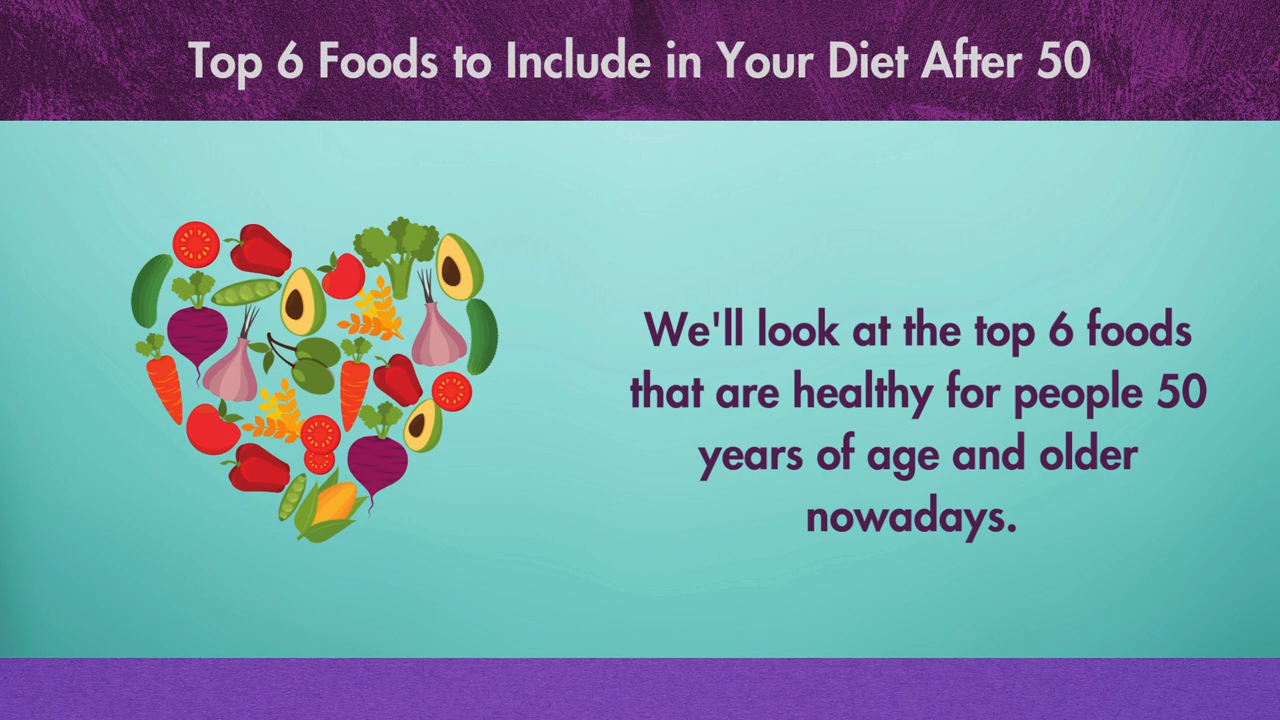 Top 6 Foods to Include in Your Diet After 50
We'll look at the top 6 foods
that are healthy for people 50
years of age and older
nowadays.